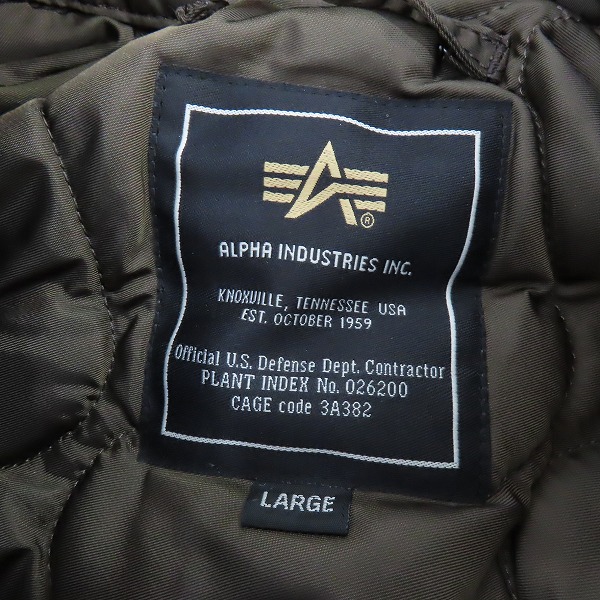 ®
ALPHA INDUSTRIES INC.
KNOXVILLE, TENNESSEE USA
EST. OCTOBER 1959
Official U.S. Defense Dept. Contractor
PLANT INDEX No. 026200
CAGE code 3A382
LARGE